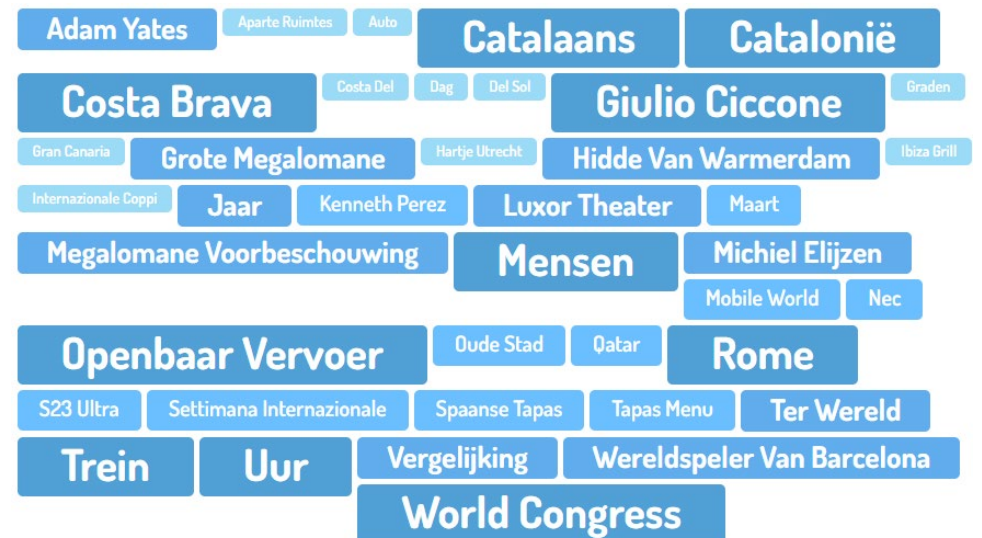 Adam Yates Aparte Ruimtes Auto Catalaans Catalonië
Costa Brava Costa Del Dag Del Sol Giulio Ciccone Graden
Gran Canaria Grote Megalomane Hartje Utrecht Hidde Van Warmerdam Ibiza Grill
Internazionale Coppi Jaar Kenneth Perez Luxor Theater Maart
Megalomane Voorbeschouwing Mensen Michiel Elijzen
Mobile World Nec
Openbaar Vervoer Oude Stad Qatar Rome
S23 Ultra Settimana Internazionale Spaanse Tapas Tapas Menu Ter Wereld
Trein Uur Vergelijking Wereldspeler Van Barcelona
World Congress